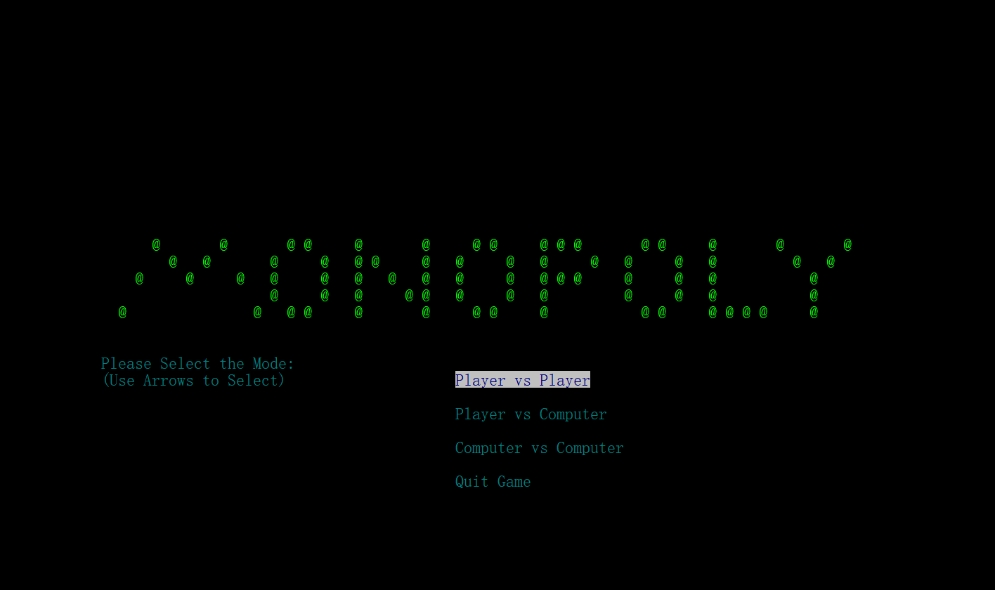 MONOPOLY
Please Select the Mode:
(Use Arrows to Select)
Player vs Player
Player vs Computer
Computer vs Computer
Quit Game